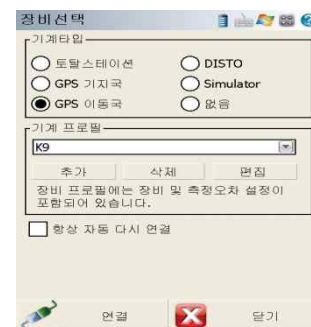 장비선택
기계타입
토탈스테이션
DISTO
GPS 기지국
Simulator
GPS 이동국
없음
기계 프로필
K9
추가 삭제 편집
장비 프로필에는 장비 및 측정오차 설정이
포함되어 있습니다.
항상 자동 다시 연결
연결 닫기